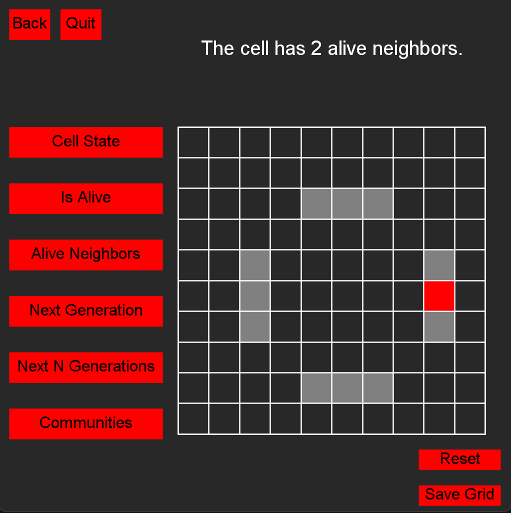 Back
Quit
The cell has 2 alive neighbors.
Cell State
Is Alive
Alive Neighbors
Next Generation
Next N Generations
Communities
Reset
Save Grid